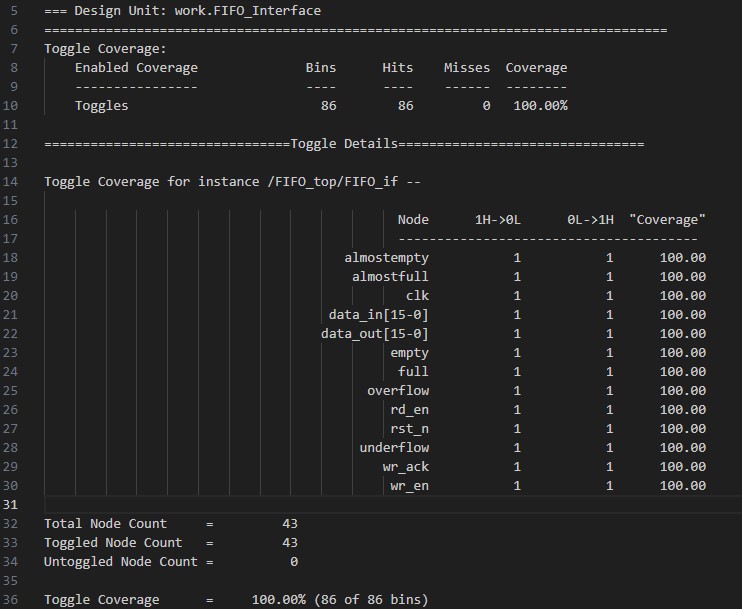 5 === Design Unit: work.FIFO_Interface
6 =================================================================================
7 Toggle Coverage:
8 Enabled Coverage Bins Hits Misses Coverage
9 ---------------- ---- ---- ------ --------
10 Toggles 86 86 0 100.00%
11
12 ================================Toggle Details================================
13
14 Toggle Coverage for instance /FIFO_top/FIFO_if --
15
16 Node 1H->0L 0L->1H "Coverage"
17 ---------------------------------------
18 almostempty 1 1 100.00
19 almostfull 1 1 100.00
20 clk 1 1 100.00
21 data_in[15-0] 1 1 100.00
22 data_out[15-0] 1 1 100.00
23 empty 1 1 100.00
24 full 1 1 100.00
25 overflow 1 1 100.00
26 rd_en 1 1 100.00
27 rst_n 1 1 100.00
28 underflow 1 1 100.00
29 wr_ack 1 1 100.00
30 wr_en 1 1 100.00
31
32 Total Node Count = 43
33 Toggled Node Count = 43
34 Untoggled Node Count = 0
35
36 Toggle Coverage = 100.00% (86 of 86 bins)